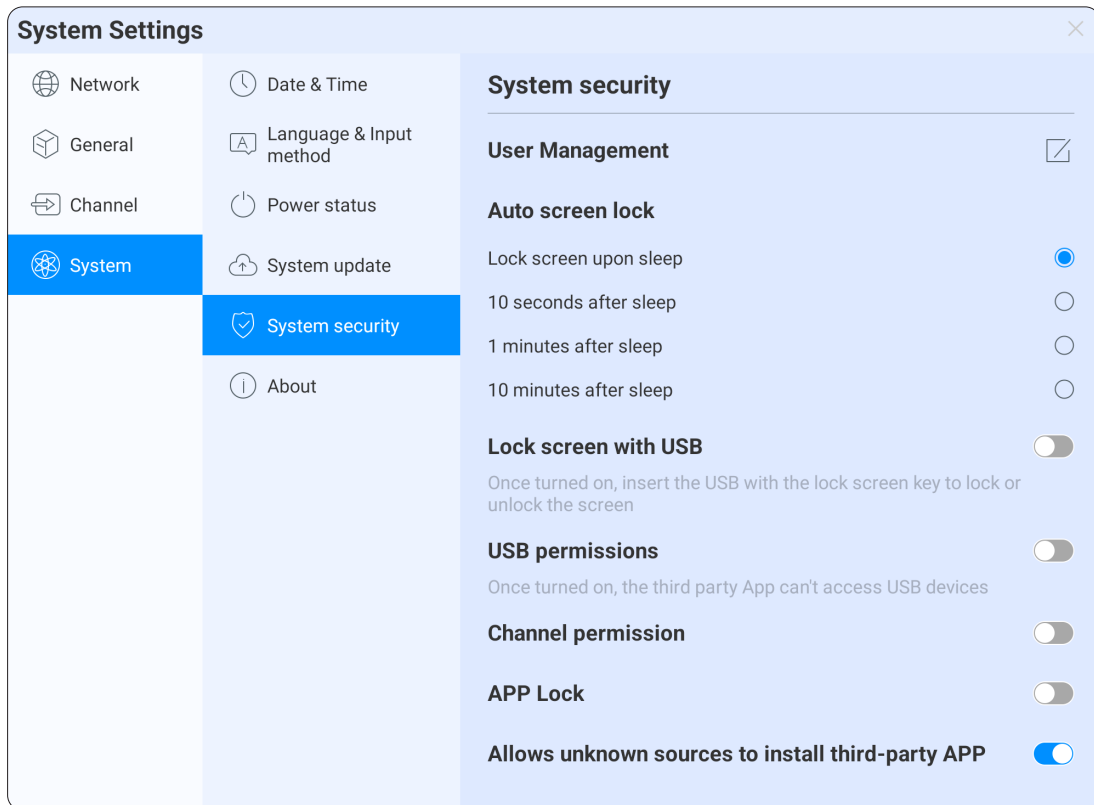 System Settings
Network
General
Channel
System
Date & Time
Language & Input
method
Power status
System update
System security
About
System security
User Management
Auto screen lock
Lock screen upon sleep
10 seconds after sleep
1 minutes after sleep
10 minutes after sleep
Lock screen with USB
Once turned on, insert the USB with the lock screen key to lock or
unlock the screen
USB permissions
Once turned on, the third party App can't access USB devices
Channel permission
APP Lock
Allows unknown sources to install third-party APP